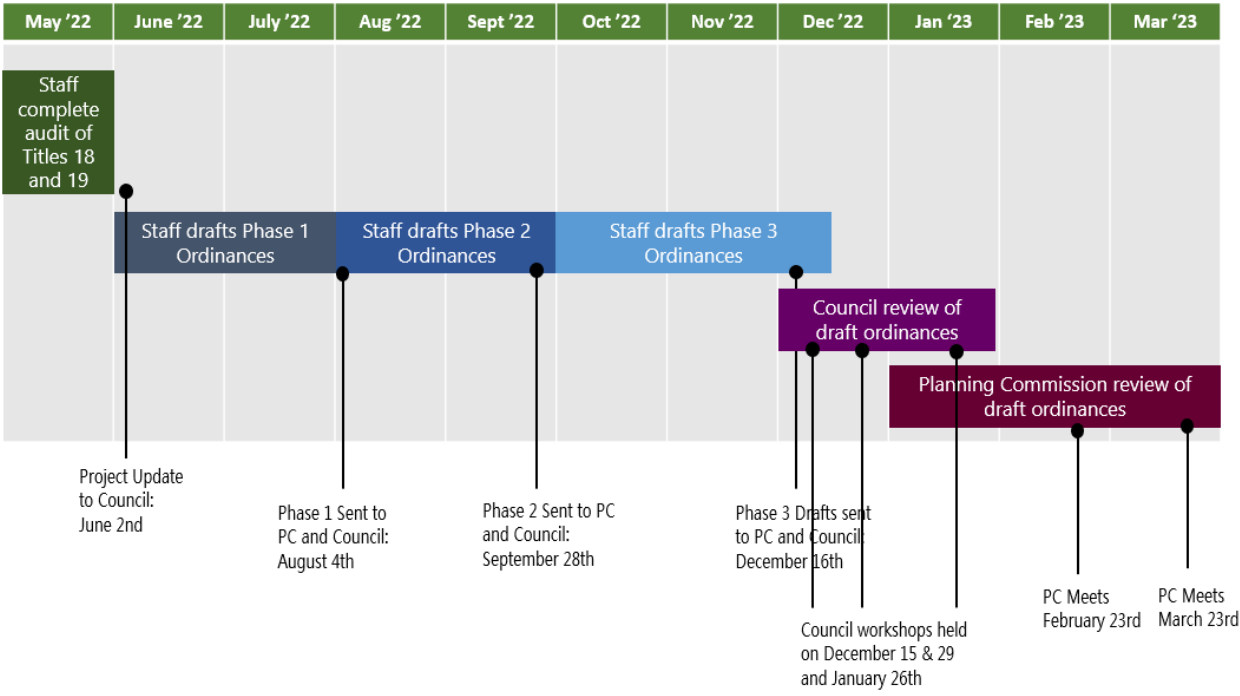 May ’22 June ’22 July ’22 Aug ’22 Sept ’22 Oct ’22 Nov ’22 Dec ’22 Jan ‘23 Feb ‘23 Mar ‘23
Staff
complete
audit of
Titles 18
and 19
Staff drafts Phase 1
Ordinances
Staff drafts Phase 2
Ordinances
Staff drafts Phase 3
Ordinances
Council review of
draft ordinances
Planning Commission review of
draft ordinances
Project Update
to Council:
June 2nd
Phase 1 Sent to
PC and Council:
August 4th
Phase 2 Sent to PC
and Council:
September 28th
Phase 3 Drafts sent
to PC and Council:
December 16th
Council workshops held
on December 15 & 29
and January 26th
PC Meets
February 23rd
PC Meets
March 23rd